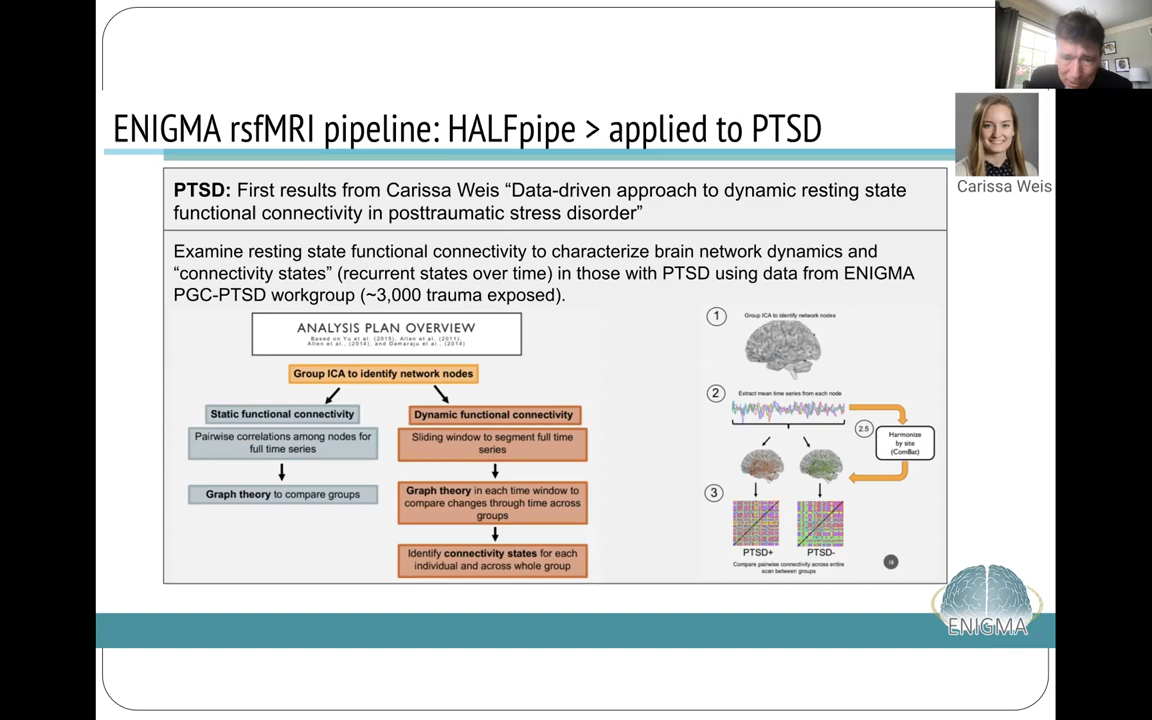 ENIGMA rsfMRI pipeline: HALFpipe > applied to PTSD
Carissa Weis
PTSD: First results from Carissa Weis “Data-driven approach to dynamic resting state
functional connectivity in posttraumatic stress disorder”
Examine resting state functional connectivity to characterize brain network dynamics and
“connectivity states” (recurrent states over time) in those with PTSD using data from ENIGMA
PGC-PTSD workgroup (~3,000 trauma exposed).
ANALYSIS PLAN OVERVIEW
Based on Yu et al. (2015), Allen et al. (2011),
Allen et al., (2014), and Damaraju et al., (2014)
Group ICA to identify network nodes
Static functional connectivity
Pairwise correlations among nodes for
full time series
Graph theory to compare groups
Dynamic functional connectivity
Sliding window to segment full time
series
Graph theory in each time window to
compare changes through time across
groups
Identify connectivity states for each
individual and across whole group
1
Group ICA to identify network nodes
2
Extract mean time series from each node
2.5
Harmonize
by site
(ComBat)
3
PTSD+
PTSD-
Compare pairwise connectivity across entire
scan between groups
18
ENIGMA